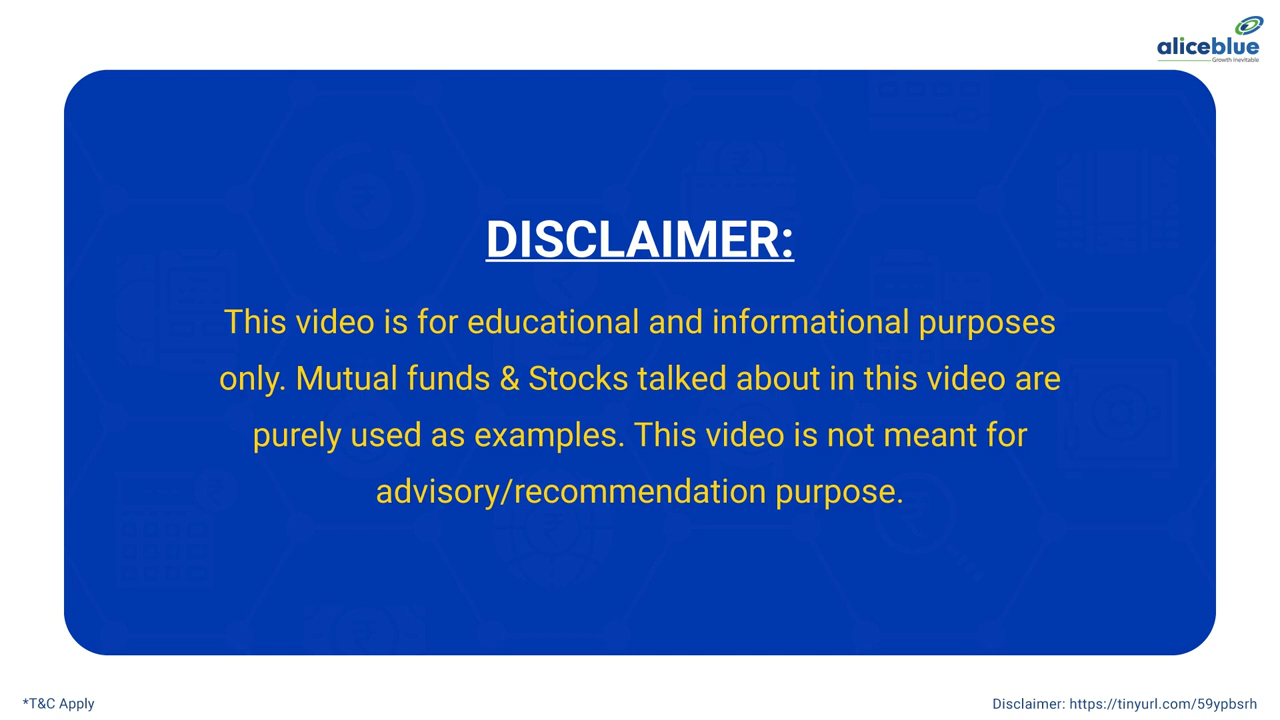 aliceblue
Growth inevitable
DISCLAIMER:
This video is for educational and informational purposes
only. Mutual funds & Stocks talked about in this video are
purely used as examples. This video is not meant for
advisory/recommendation purpose.
*T&C Apply
Disclaimer: https://tinyurl.com/59ypbsrh